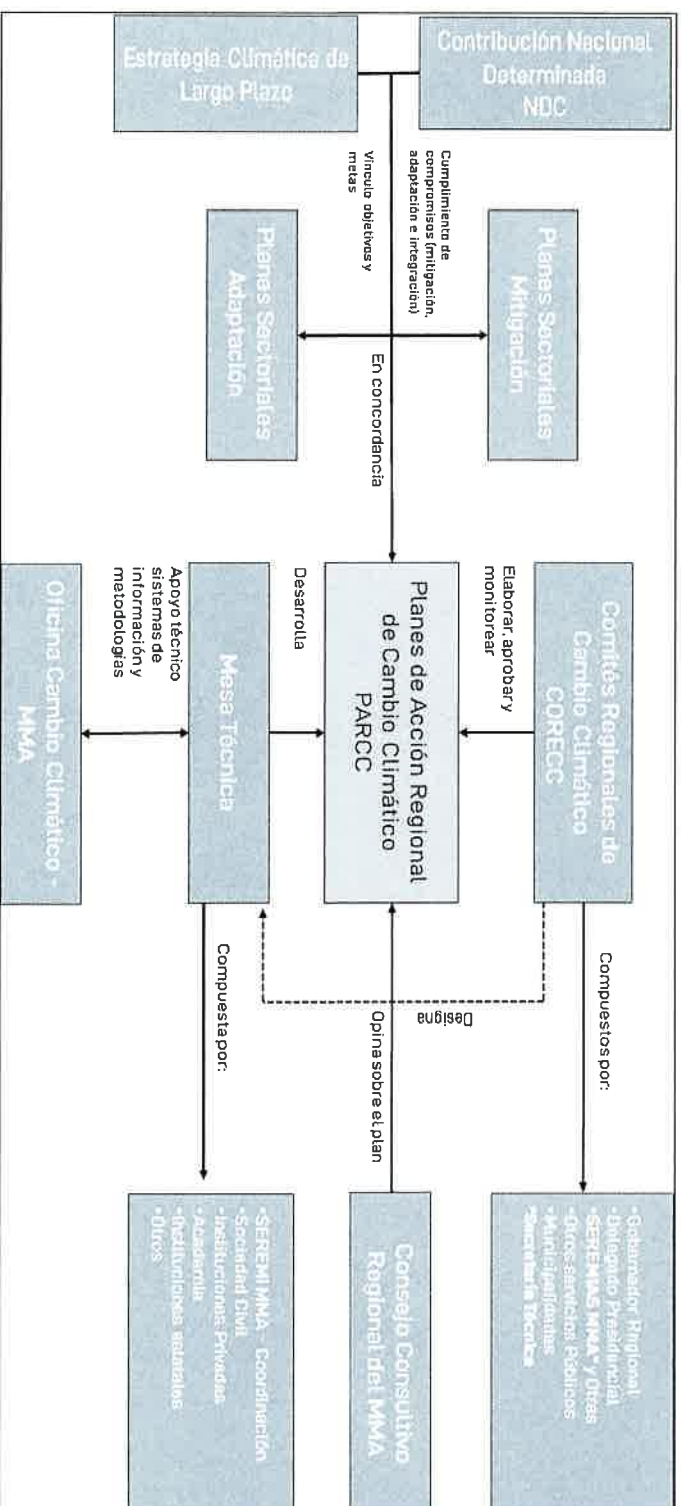 Contribución Nacional
Determinada
NDC
Estrategia Climática de
Largo Plazo
Cumplimiento de
compromisos (mitigación,
adaptación e integración)
Vínculo objetivos y
metas
Planes Sectoriales
Mitigación
Planes Sectoriales
Adaptación
En concordancia
Comités Regionales de
Cambio Climático
CORECC
Elaborar, aprobar y
monitorear
Planes de Acción Regional
de Cambio Climático
PARCC
Desarrolla
Mesa Técnica
Apoyo técnico
sistemas de
información y
metodologías
Oficina Cambio Climático -
MMA
Compuestos por:
Designa
Opina sobre el plan
Compuesta por:
•Gobernador Regional
•Delegado Presidencial
•SEREMIAS MMA* y Otras
•Otros servicios Públicos
•Municipalidades
*Secretaría Técnica
Consejo Consultivo
Regional del MMA
•SEREMI MMA - Coordinación
•Sociedad Civil
•Instituciones Privadas
•Academia
•Instituciones estatales
•Otros